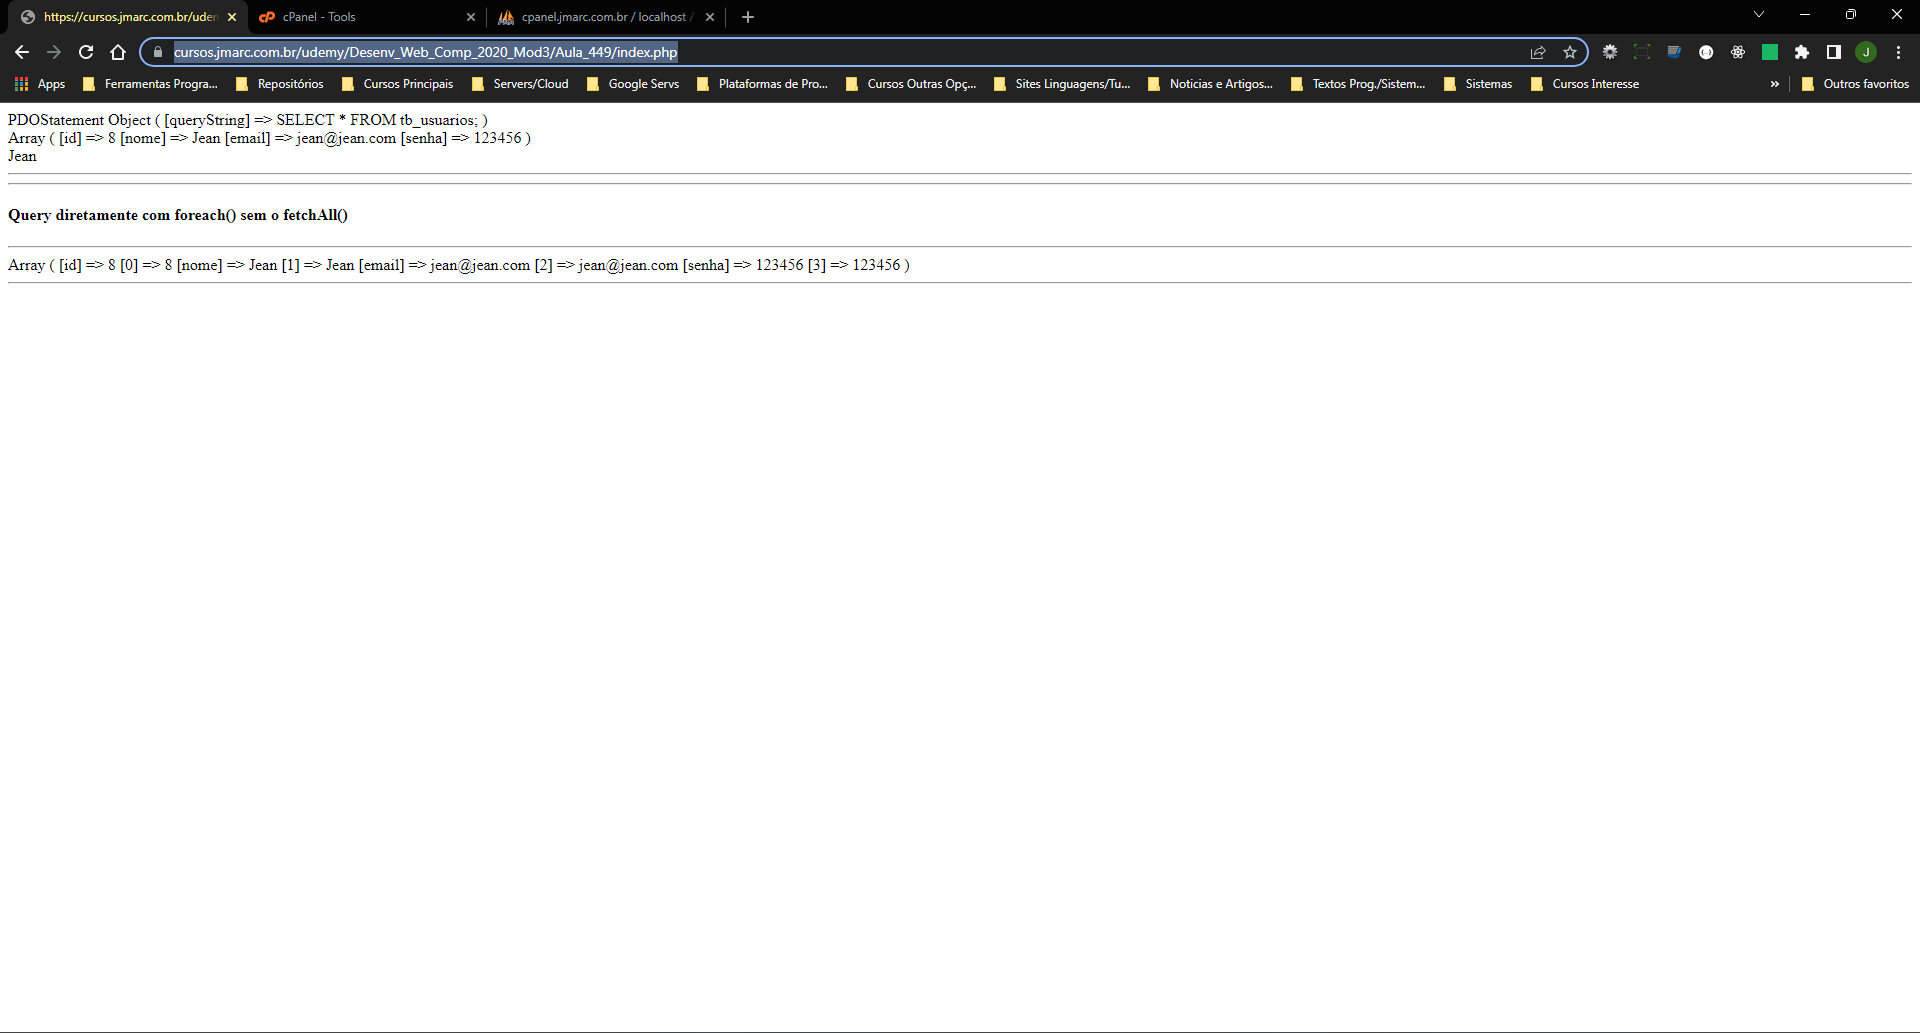 https://cursos.jmarc.com.br/uder
cPanel - Tools
cpanel.jmarc.com.br / localhost /
cursos.jmarc.com.br/udemy/Desenv_Web_Comp_2020_Mod3/Aula_449/index.php
J
Apps
Ferramentas Progra...
Repositórios
Cursos Principais
Servers/Cloud
Google Servs
Plataformas de Pro...
Cursos Outras Opç...
Sites Linguagens/Tu...
Noticias e Artigos...
Textos Prog./Sistem...
Sistemas
Cursos Interesse
»
Outros favoritos
PDOStatement Object ( [queryString] => SELECT * FROM tb_usuarios; )
Array ( [id] => 8 [nome] => Jean [email] => jean@jean.com [senha] => 123456 )
Jean
Query diretamente com foreach() sem o fetchAll()
Array ( [id] => 8 [0] => 8 [nome] => Jean [1] => Jean [email] => jean@jean.com [2] => jean@jean.com [senha] => 123456 [3] => 123456 )